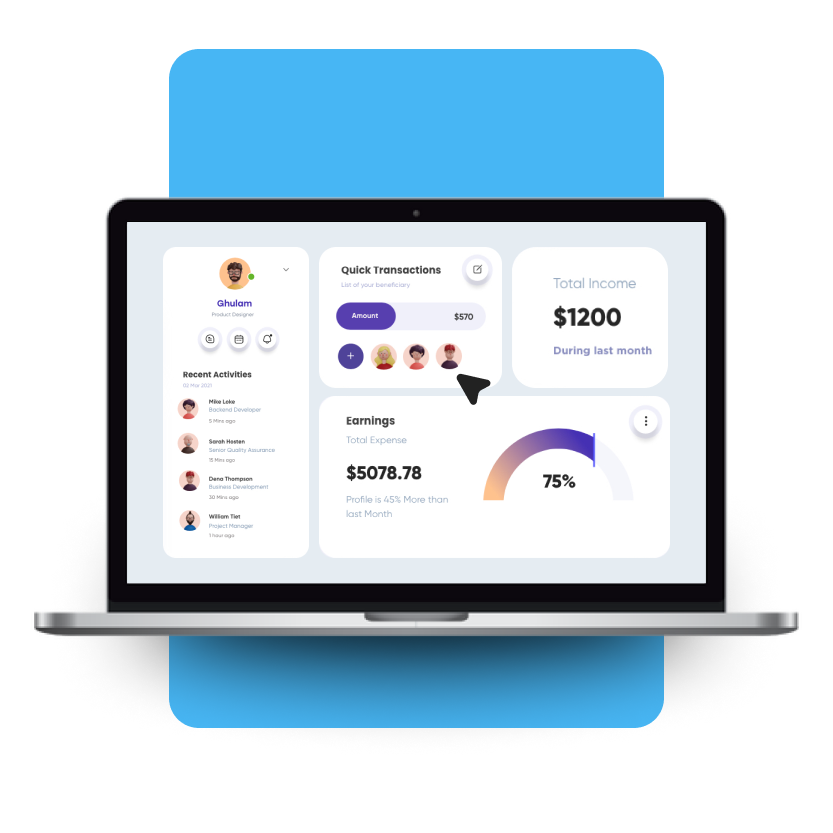 Ghulam
Product Designer
Recent Activities
02 Mar 2021
Mike Loke
Backend Developer
5 Mins ago
Sarah Hosten
Senior Quality Assurance
15 Mins ago
Dena Thompson
Business Development
30 Mins ago
William Tiet
Project Manager
1 hour ago
Quick Transactions
List of your beneficiary
Amount
$570
+
Total Income
$1200
During last month
Earnings
Total Expense
$5078.78
Profile is 45% More than
last Month
75%